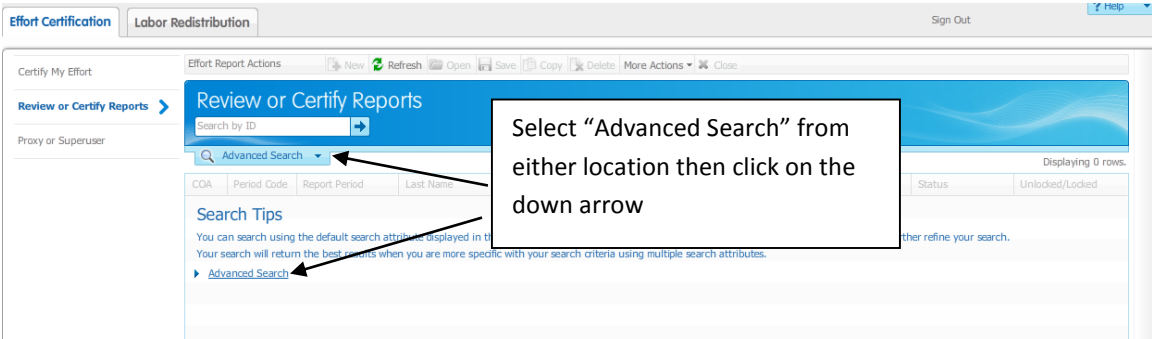 Effort Certification
Labor Redistribution
Sign Out
? Help
Certify My Effort
Review or Certify Reports
Proxy or Superuser
Effort Report Actions New Refresh Open Save Copy Delete More Actions Close
Review or Certify Reports
Search by ID
Advanced Search
Displaying 0 rows.
Select “Advanced Search” from
either location then click on the
down arrow
COA Period Code Report Period Last Name Status Unlocked/Locked
Search Tips
You can search using the default search attribute displayed in th
ther refine your search.
Your search will return the best results when you are more specific with your search criteria using multiple search attributes.
Advanced Search